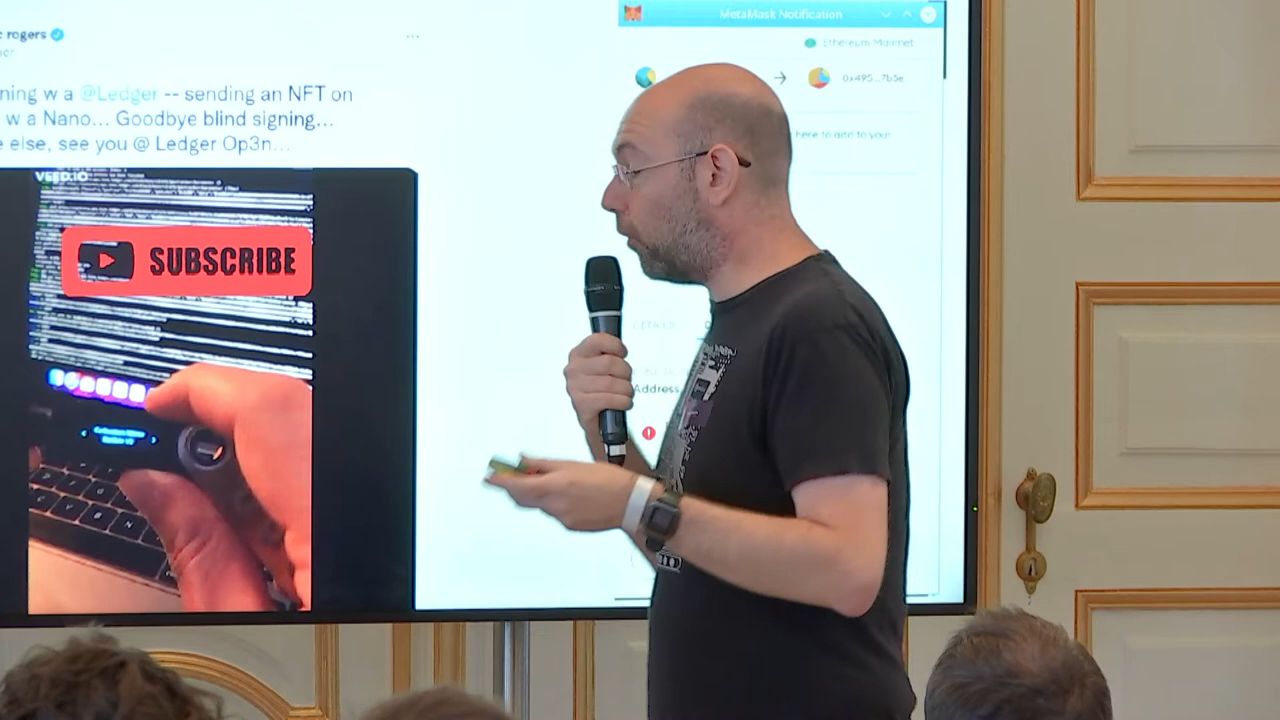 c rogers
ning w a @Ledger -- sending an NFT on
w a Nano... Goodbye blind signing...
e else, see you @ Ledger Op3n...
VEED.IO
SUBSCRIBE
MetaMask Notification
Ethereum Mainnet
0x495...7b5e
here to add to your
Address